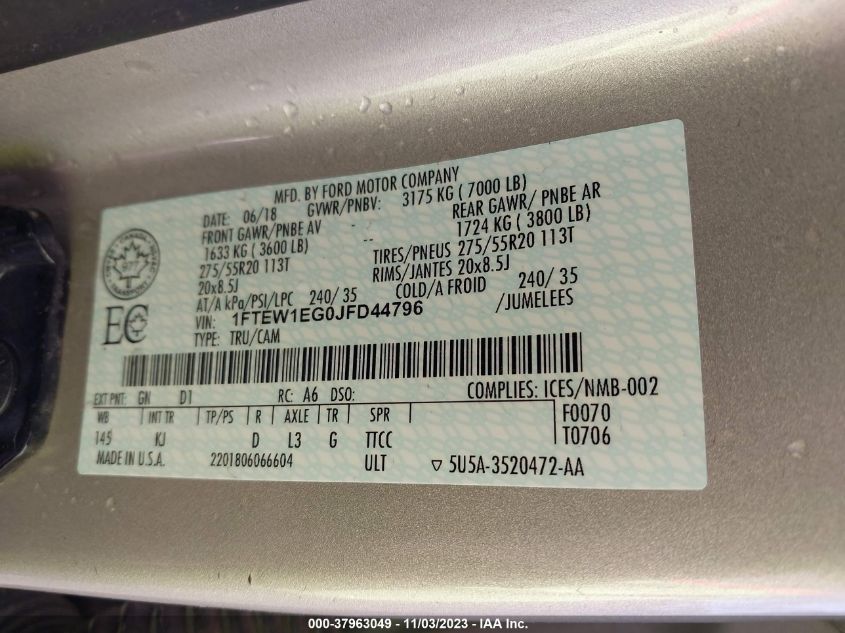 MFD. BY FORD MOTOR COMPANY
DATE: 06/18 GVWR/PNBV: 3175 KG ( 7000 LB)
FRONT GAWR/PNBE AV REAR GAWR/ PNBE AR
1633 KG ( 3600 LB) -- 1724 KG ( 3800 LB)
275/55R20 113T TIRES/PNEUS 275/55R20 113T
20x8.5J RIMS/JANTES 20x8.5J
AT/A kPa/PSI/LPC 240/ 35 COLD/A FROID 240/ 35
VIN: 1FTEW1EG0JFD44796 /JUMELEES
TYPE: TRU/CAM
EC
EXT PNT: GN D1 RC: A6 DSO: COMPLIES: ICES/NMB-002
WB INT TR TP/PS R AXLE TR SPR F0070
145 KJ D L3 G TTCC T0706
MADE IN U.S.A. 2201806066604 ULT ▽ 5U5A-3520472-AA
000-37963049 - 11/03/2023 - IAA Inc.